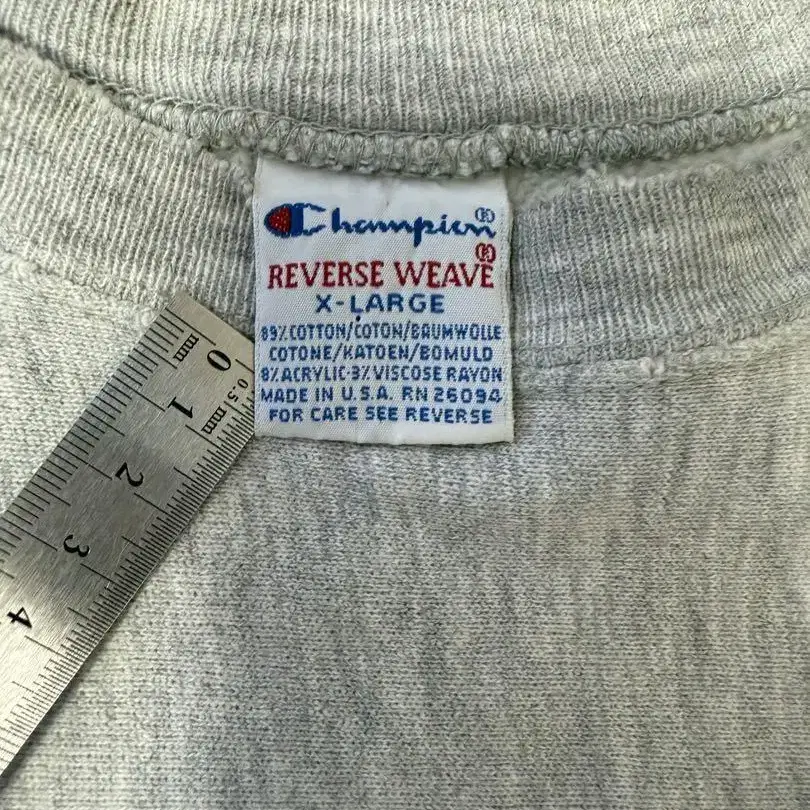 Champion®
REVERSE WEAVE®
X-LARGE
89% COTTON/COTON/BAUMWOLLE
COTONE/KATOEN/BOMULD
8% ACRYLIC-3% VISCOSE RAYON
MADE IN U.S.A. RN 26094
FOR CARE SEE REVERSE
mm 0 0.5 mm
1
2
3
4